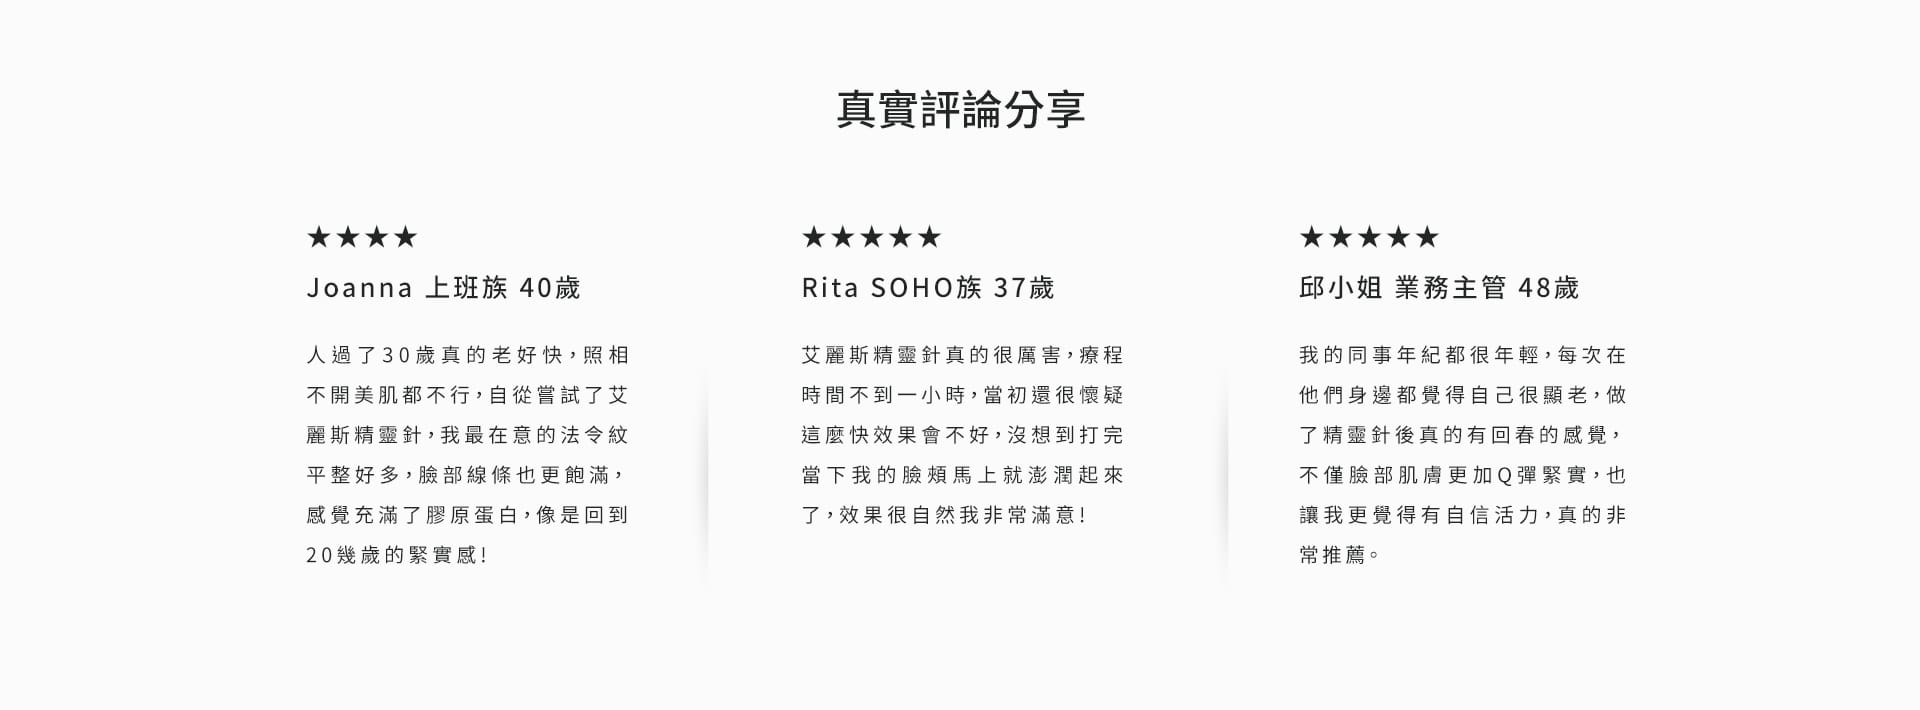 真實評論分享
★★★★
Joanna 上班族 40歲
人過了30歲真的老好快，照相
不開美肌都不行，自從嘗試了艾
麗斯精靈針，我最在意的法令紋
平整好多，臉部線條也更飽滿，
感覺充滿了膠原蛋白，像是回到
20幾歲的緊實感！
★★★★★
Rita SOHO族 37歲
艾麗斯精靈針真的很厲害，療程
時間不到一小時，當初還很懷疑
這麼快效果會不好，沒想到打完
當下我的臉頰馬上就澎潤起來
了，效果很自然我非常滿意！
★★★★★
邱小姐 業務主管 48歲
我的同事年紀都很年輕，每次在
他們身邊都覺得自己很顯老，做
了精靈針後真的有回春的感覺，
不僅臉部肌膚更加Q彈緊實，也
讓我更覺得有自信活力，真的非
常推薦。